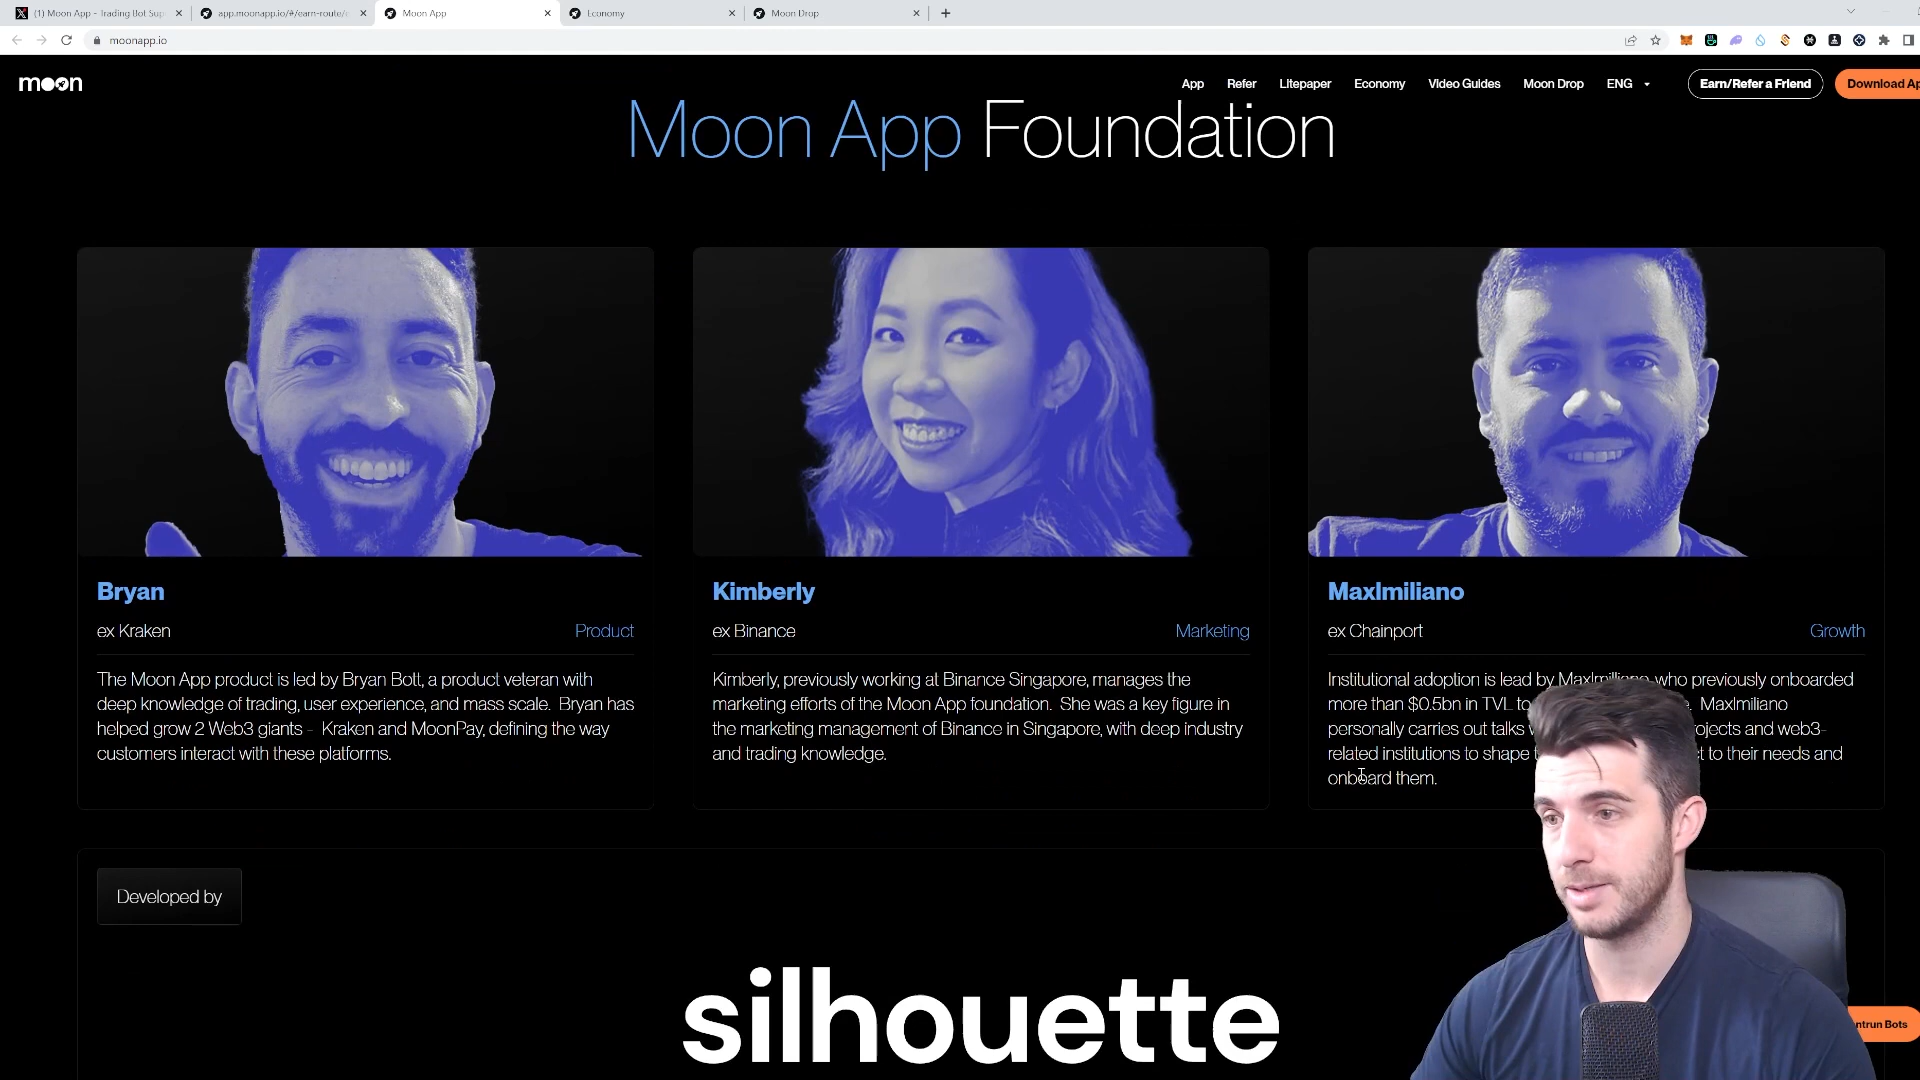 (1) Moon App - Trading Bot Sup
app.moonapp.io/#/earn-route/
Moon App
Economy
Moon Drop
moonapp.io
moon
App
Refer
Litepaper
Economy
Video Guides
Moon Drop
ENG
Earn/Refer a Friend
Download Ap
Moon App Foundation
Bryan
ex Kraken
Product
The Moon App product is led by Bryan Bott, a product veteran with
deep knowledge of trading, user experience, and mass scale. Bryan has
helped grow 2 Web3 giants - Kraken and MoonPay, defining the way
customers interact with these platforms.
Kimberly
ex Binance
Marketing
Kimberly, previously working at Binance Singapore, manages the
marketing efforts of the Moon App foundation. She was a key figure in
the marketing management of Binance in Singapore, with deep industry
and trading knowledge.
MaxImiliano
ex Chainport
Growth
Institutional adoption is lead by MaxImiliano who previously onboarded
more than $0.5bn in TVL to MaxImiliano
personally carries out talks ojects and web3-
related institutions to shape t to their needs and
onboard them.
Developed by
silhouette
ntrun Bots